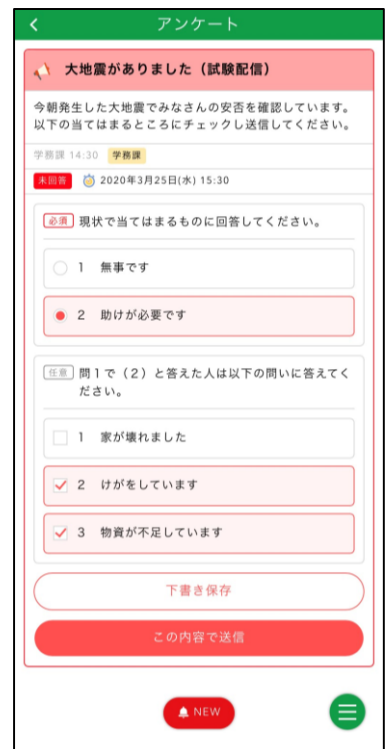 アンケート
大地震がありました（試験配信）
今朝発生した大地震でみなさんの安否を確認しています。
以下の当てはまるところにチェックし送信してください。
学務課 14:30 学務課
未回答 2020年3月25日(水) 15:30
必須 現状で当てはまるものに回答してください。
1 無事です
2 助けが必要です
任意 問1で（2）と答えた人は以下の問いに答えてく
ださい。
1 家が壊れました
2 けがをしています
3 物資が不足しています
下書き保存
この内容で送信
NEW